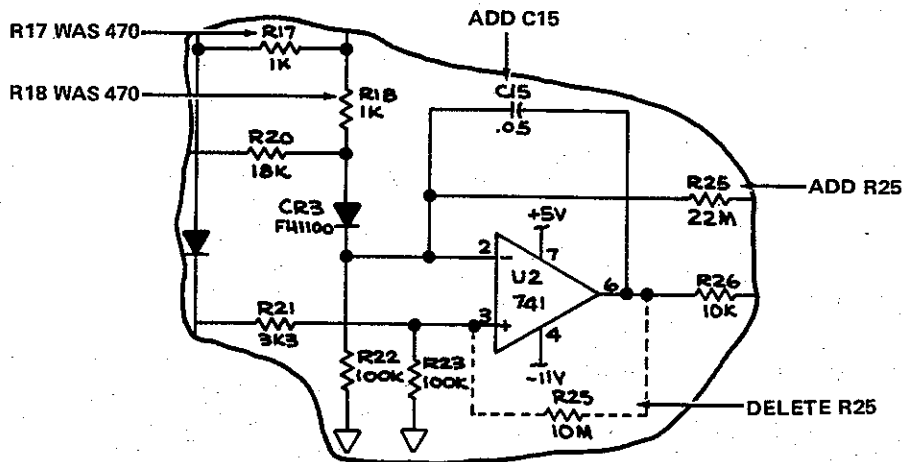 ADD C15
R17 WAS 470
R17
1K
C15
.05
R18 WAS 470
R18
1K
R20
18K
R25
22M
ADD R25
CR3
FH1100
+5V
2
-
7
U2
741
6
R26
10K
R21
3K3
3
+
4
-11V
R22
100K
R23
100K
R25
10M
DELETE R25